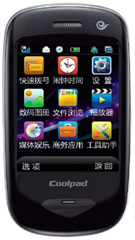 快速拨号 闹钟时间 设 置
数码图册 文件浏览 播放器
媒体娱乐 商务应用 工具助手
选 项 返 回
Coolpad